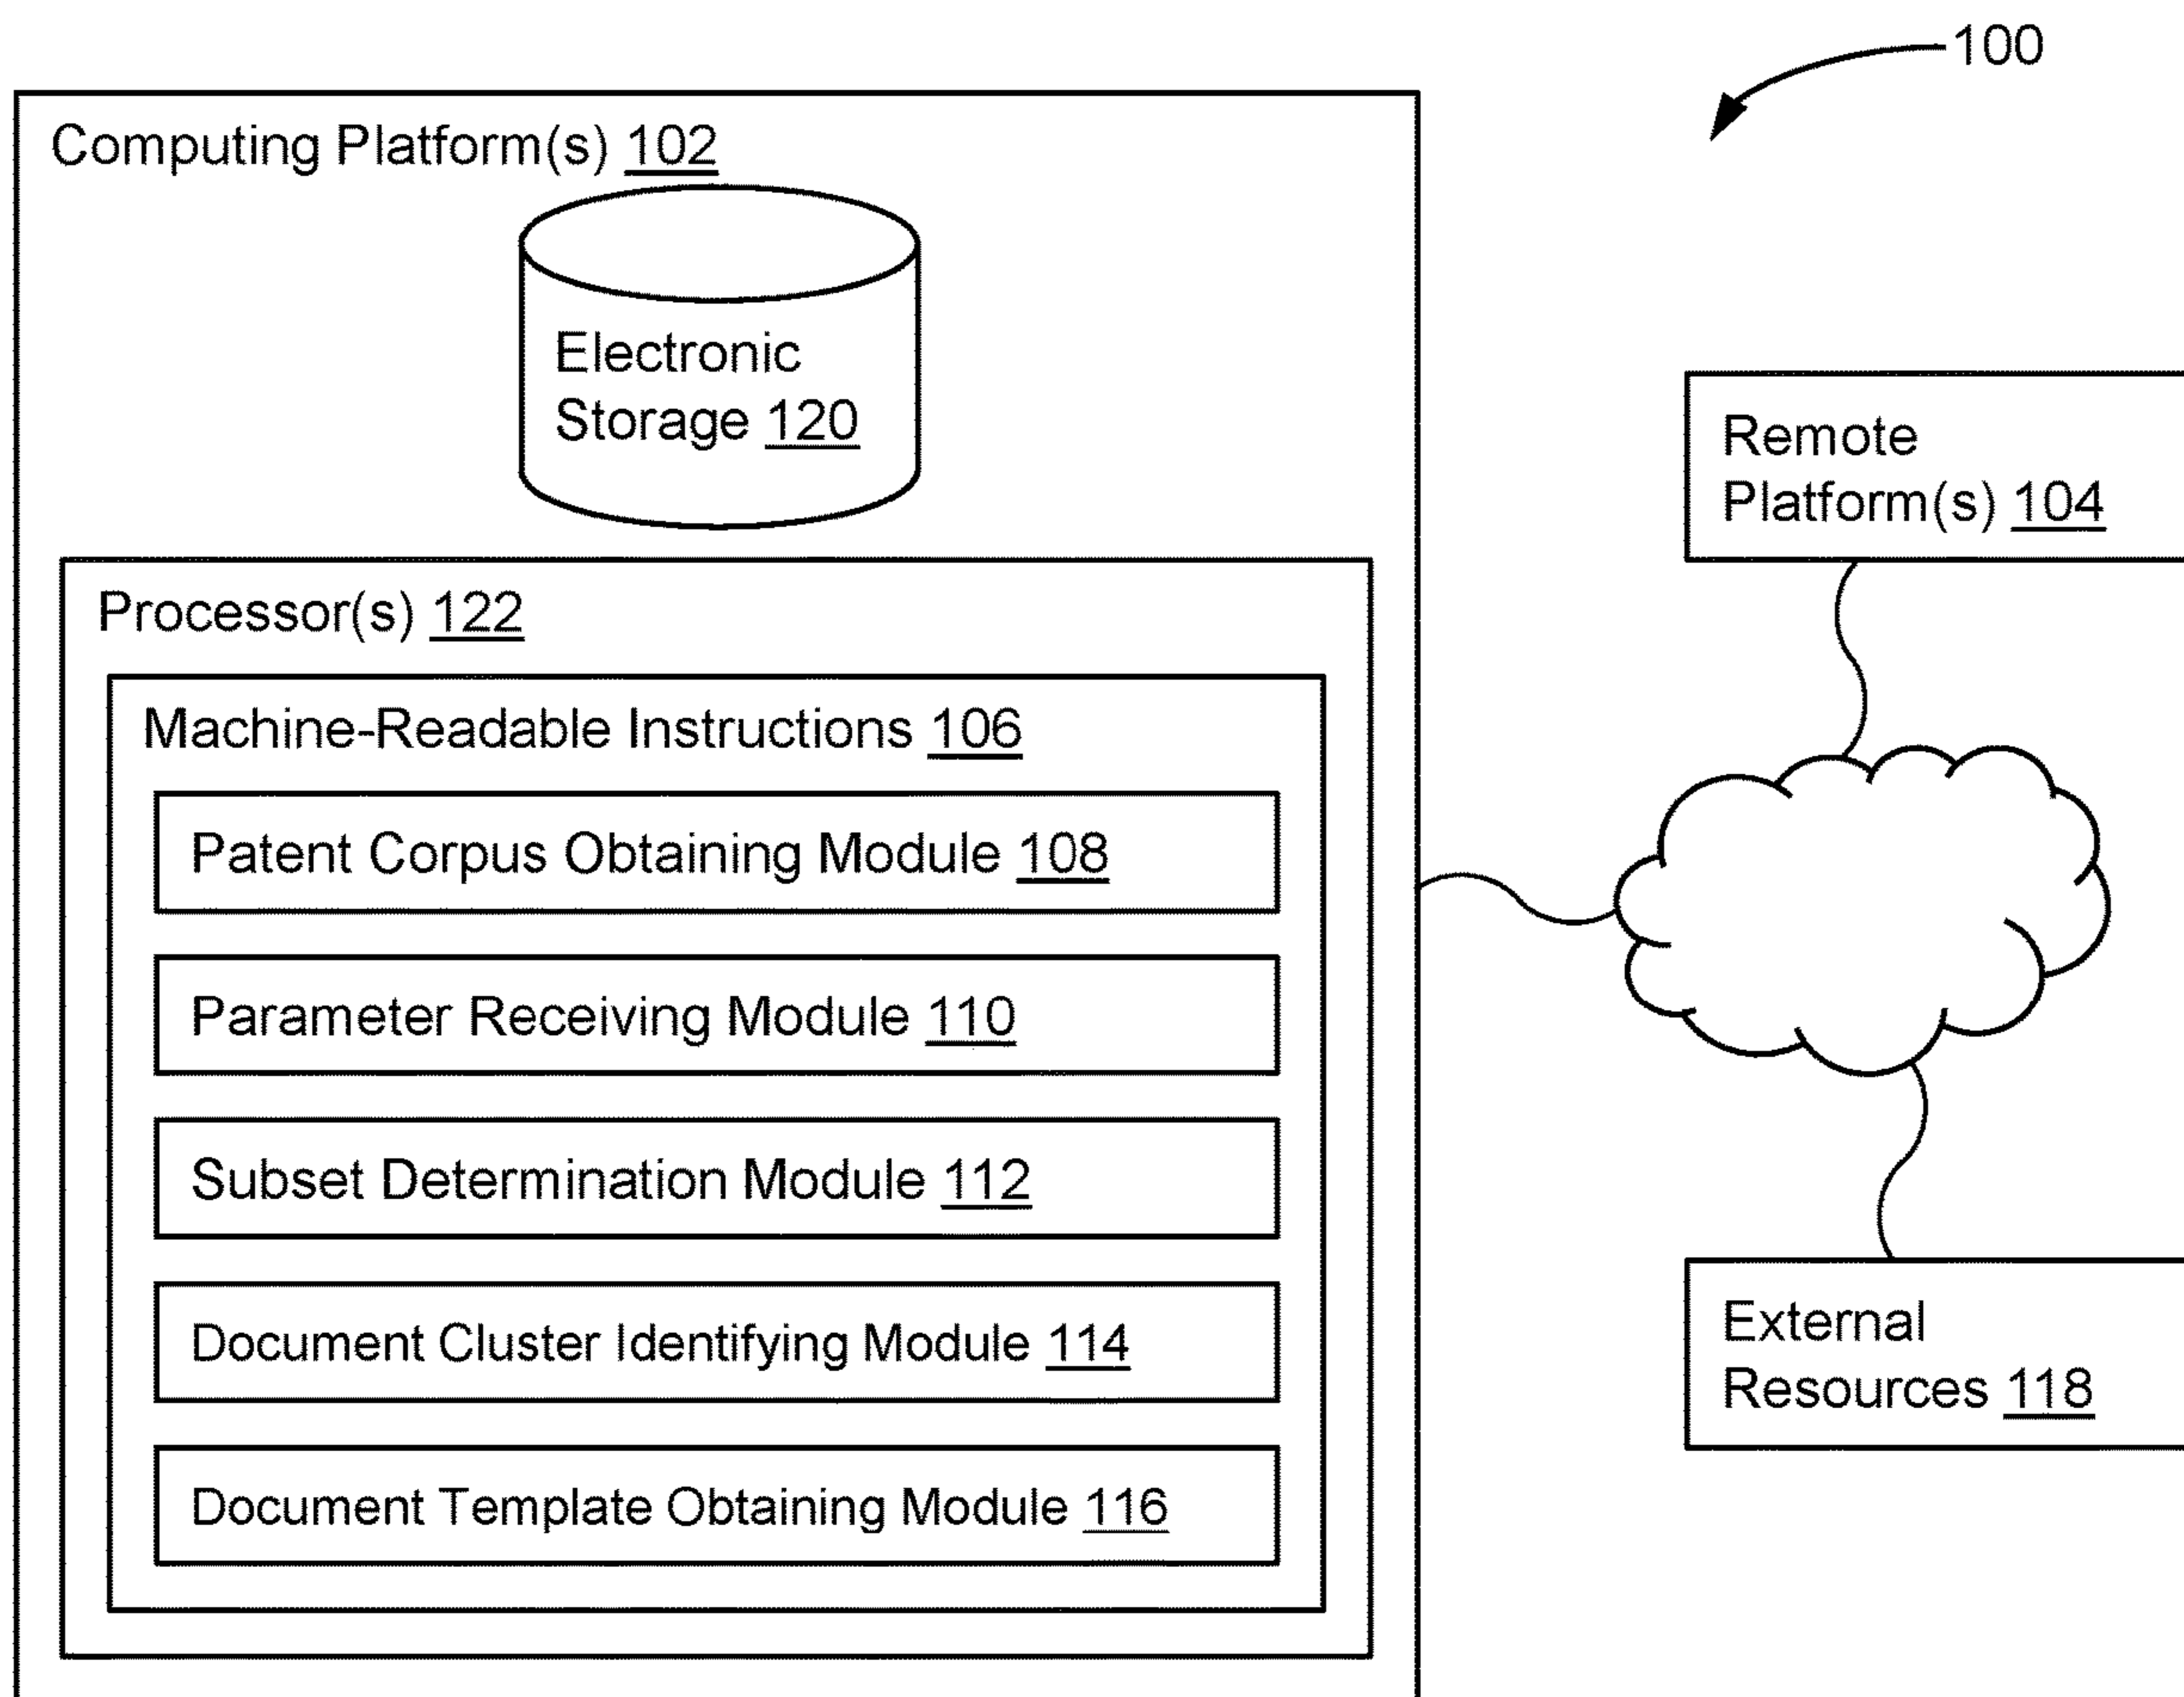 100
Computing Platform(s) 102
Electronic
Storage 120
Remote
Platform(s) 104
Processor(s) 122
Machine-Readable Instructions 106
Patent Corpus Obtaining Module 108
Parameter Receiving Module 110
Subset Determination Module 112
Document Cluster Identifying Module 114
Document Template Obtaining Module 116
External
Resources 118